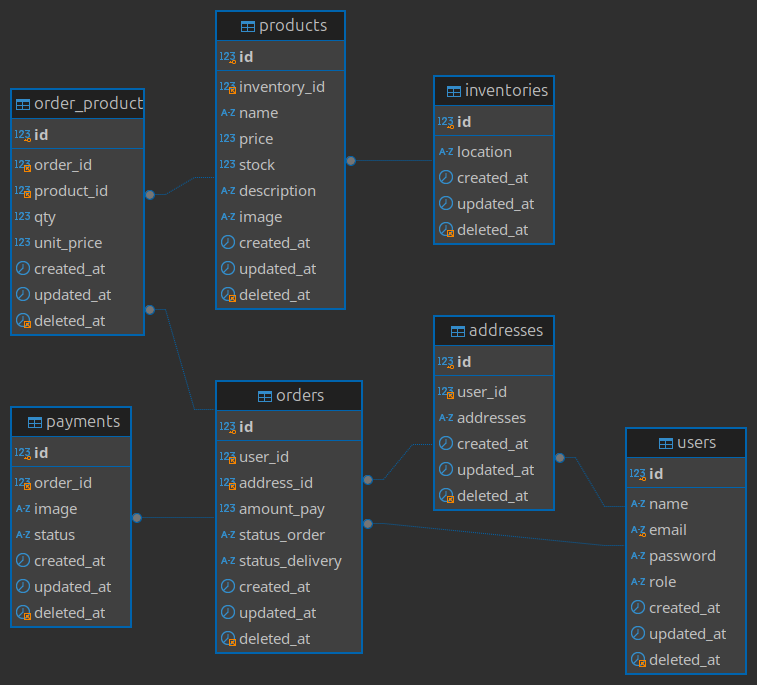 products
123 id
123 inventory_id
A-Z name
123 price
123 stock
A-Z description
A-Z image
created_at
updated_at
deleted_at
order_product
123 id
123 order_id
123 product_id
123 qty
123 unit_price
created_at
updated_at
deleted_at
inventories
123 id
A-Z location
created_at
updated_at
deleted_at
addresses
123 id
123 user_id
A-Z addresses
created_at
updated_at
deleted_at
orders
123 id
123 user_id
123 address_id
123 amount_pay
A-Z status_order
A-Z status_delivery
created_at
updated_at
deleted_at
payments
123 id
123 order_id
A-Z image
A-Z status
created_at
updated_at
deleted_at
users
123 id
A-Z name
A-Z email
A-Z password
A-Z role
created_at
updated_at
deleted_at